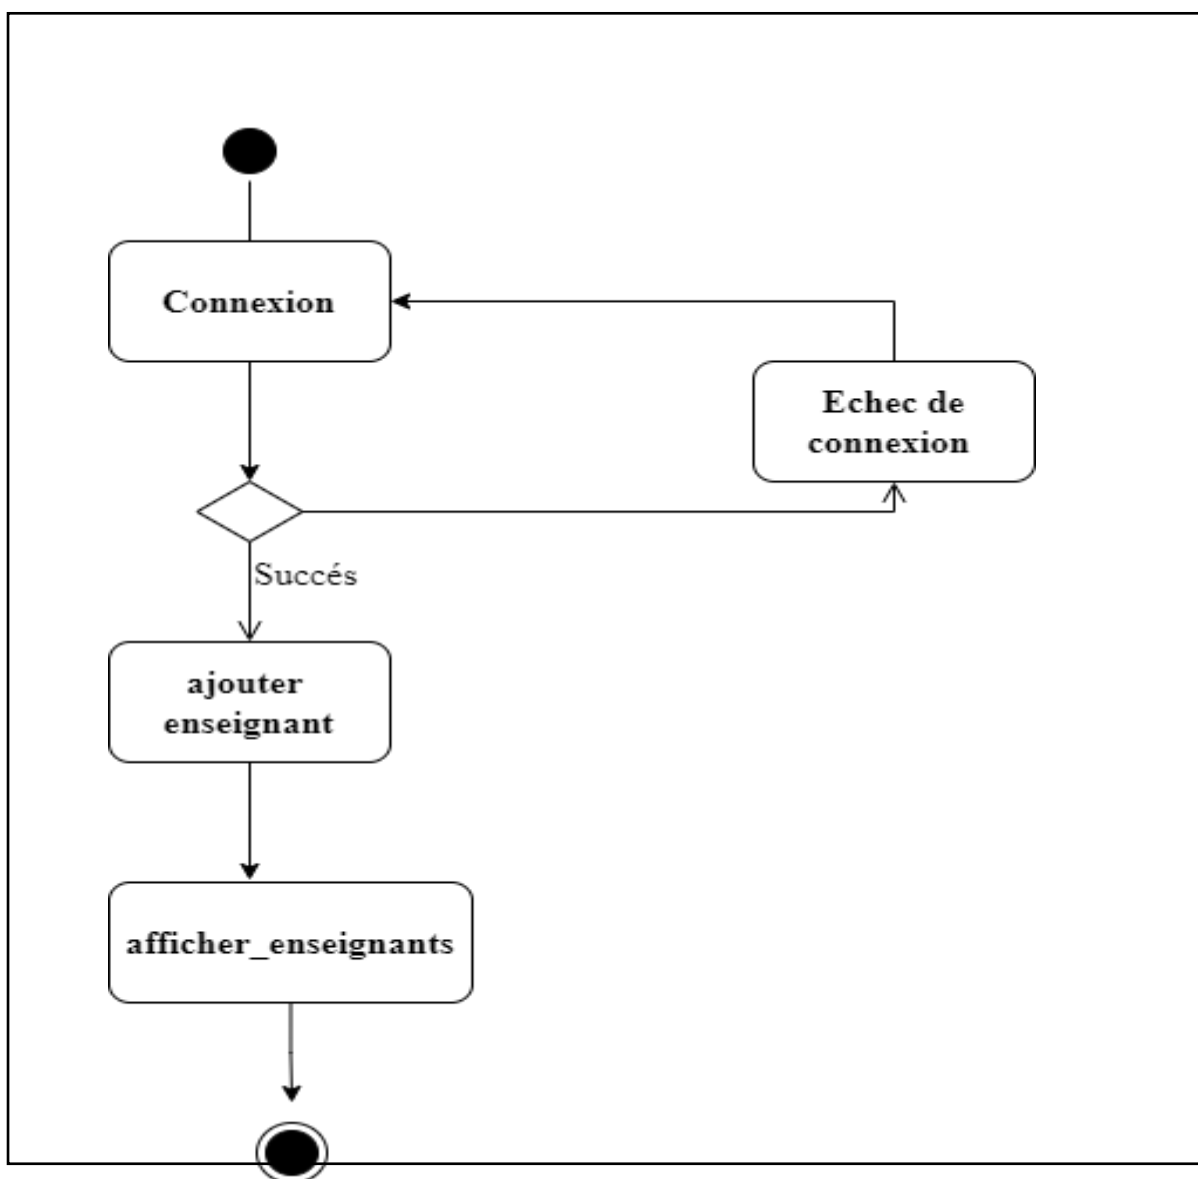 Connexion
Echec de
connexion
Succés
ajouter
enseignant
afficher_enseignants